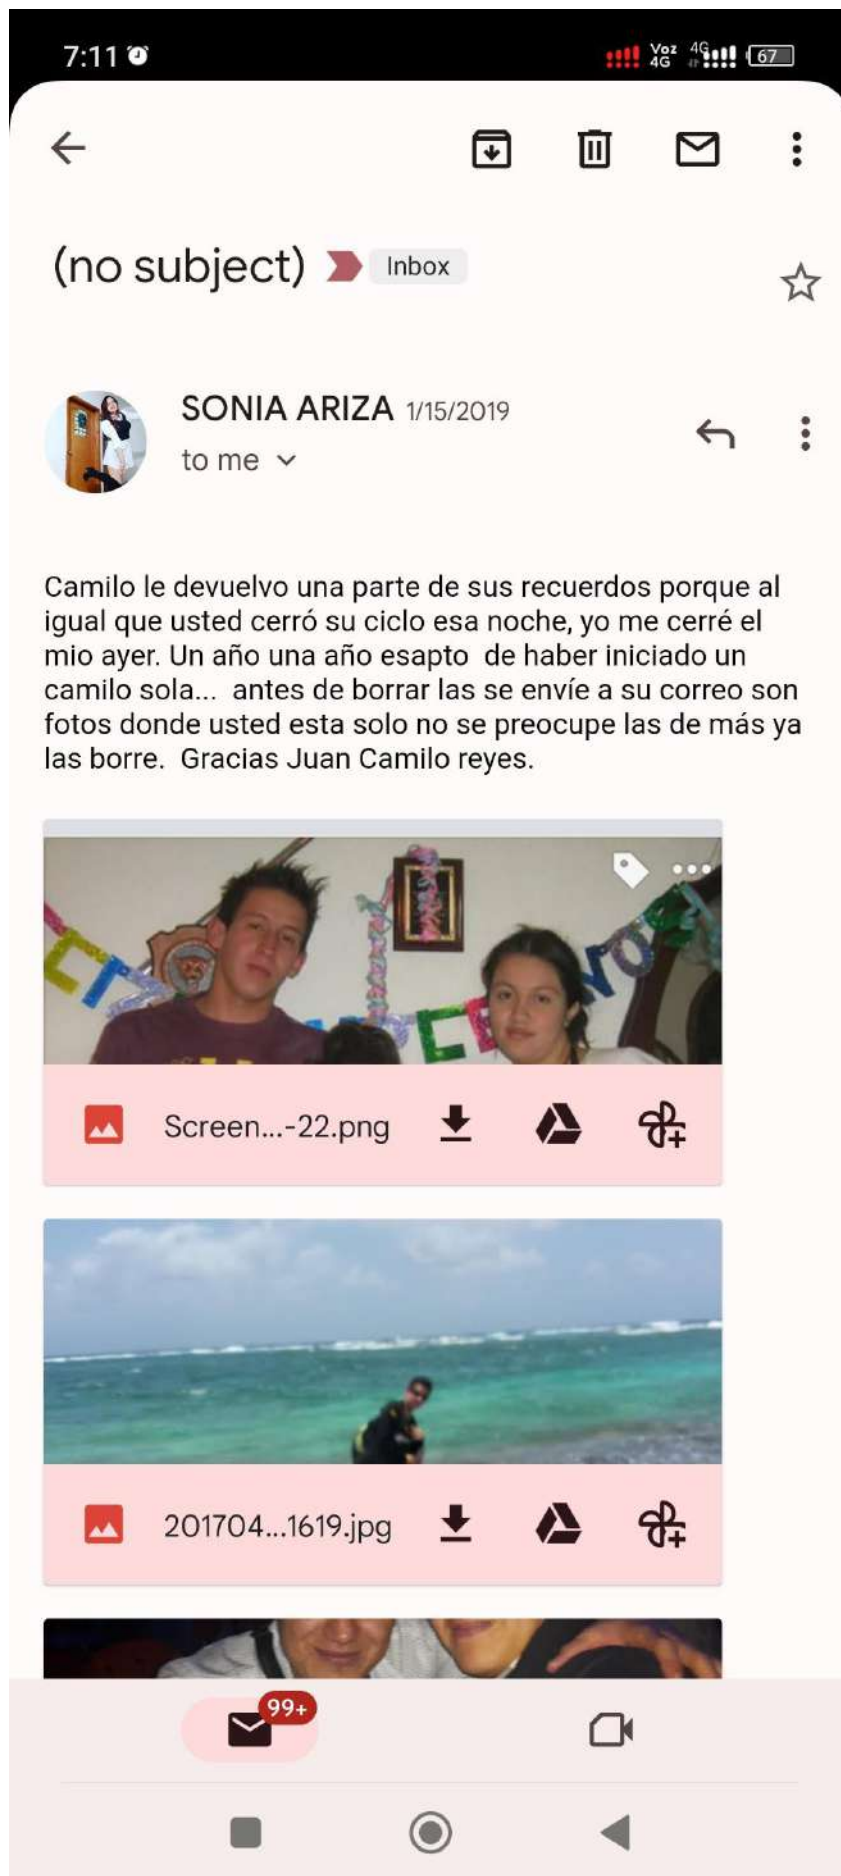 7:11
Voz 4G 4G 67
(no subject) Inbox
SONIA ARIZA 1/15/2019
to me
Camilo le devuelvo una parte de sus recuerdos porque al
igual que usted cerró su ciclo esa noche, yo me cerré el
mio ayer. Un año una año esapto  de haber iniciado un
camilo sola...  antes de borrar las se envíe a su correo son
fotos donde usted esta solo no se preocupe las de más ya
las borre.  Gracias Juan Camilo reyes.
Screen...-22.png
201704...1619.jpg
99+